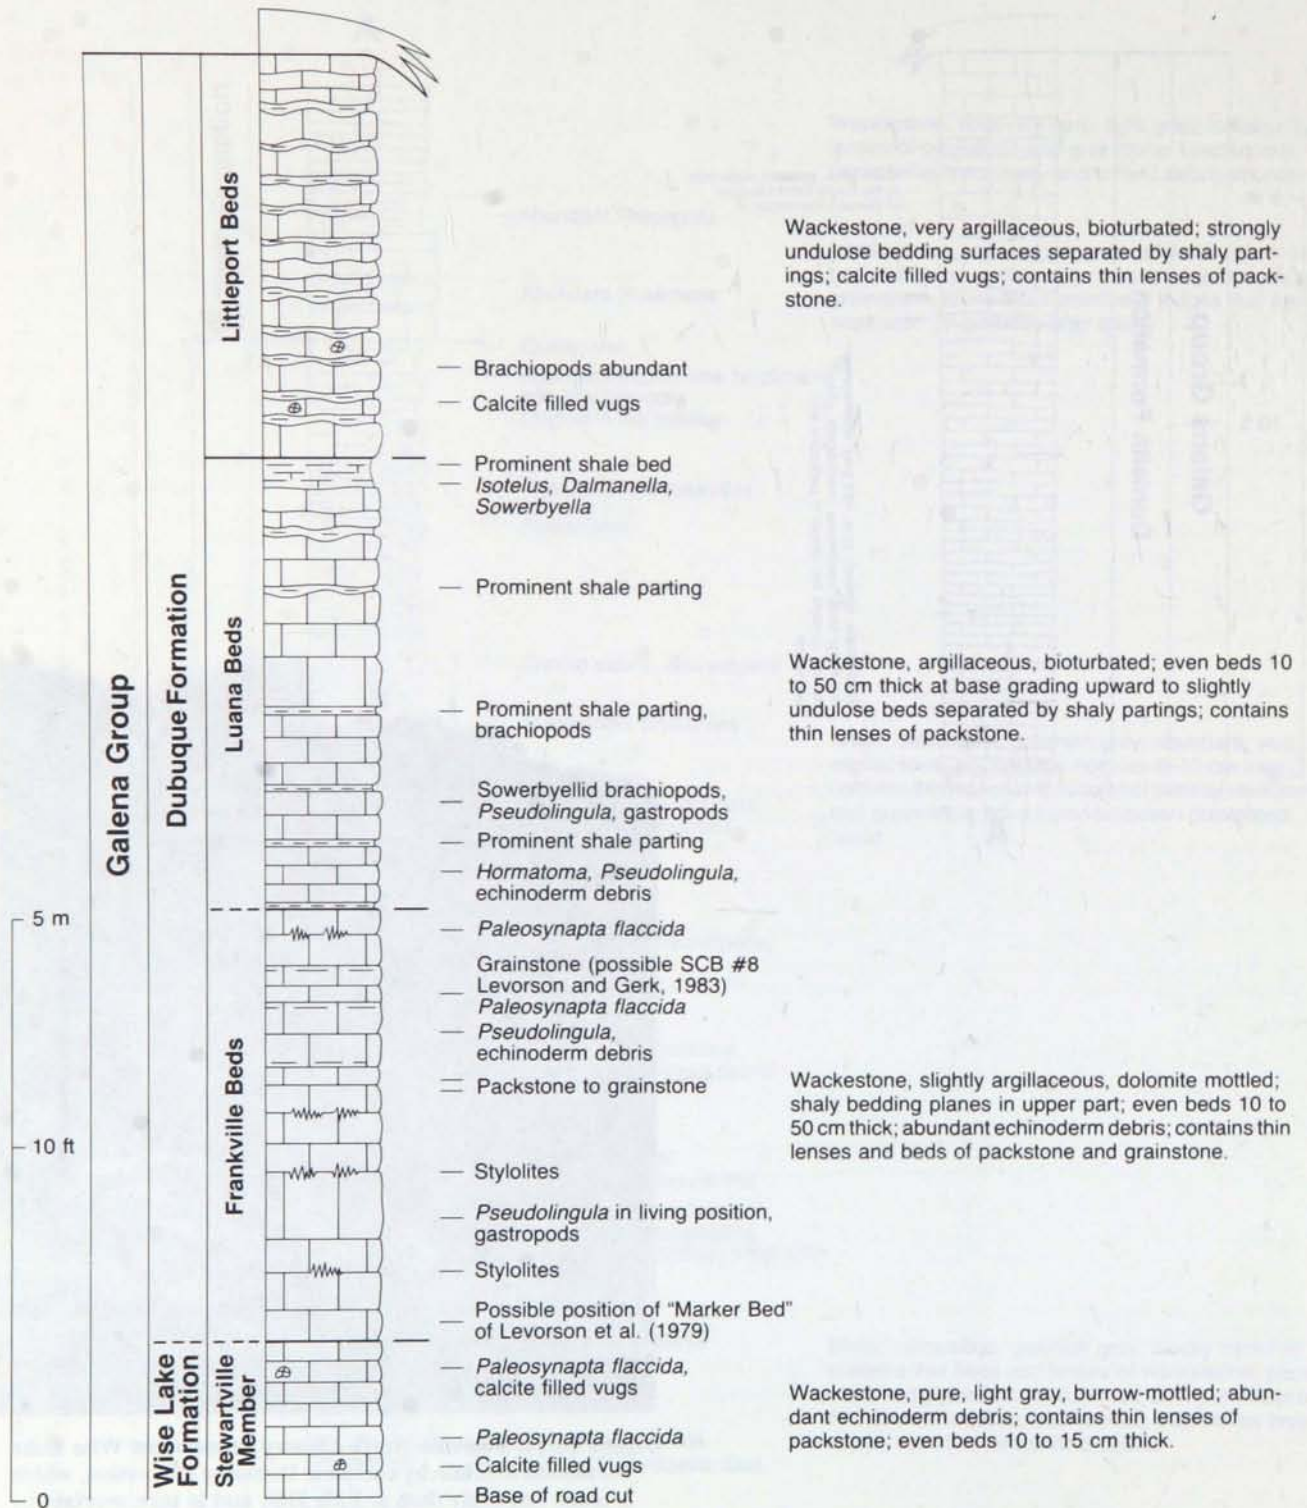 Galena Group
Dubuque Formation
Wise Lake
Formation
Littleport Beds
Luana Beds
Frankville Beds
Stewartville
Member
5 m
10 ft
0
Brachiopods abundant
Calcite filled vugs
Prominent shale bed
Isotelus, Dalmanella,
Sowerbyella
Prominent shale parting
Prominent shale parting,
brachiopods
Sowerbyellid brachiopods,
Pseudolingula, gastropods
Prominent shale parting
Hormatoma, Pseudolingula,
echinoderm debris
Paleosynapta flaccida
Grainstone (possible SCB #8
Levorson and Gerk, 1983)
Paleosynapta flaccida
Pseudolingula,
echinoderm debris
Packstone to grainstone
Stylolites
Pseudolingula in living position,
gastropods
Stylolites
Possible position of "Marker Bed"
of Levorson et al. (1979)
Paleosynapta flaccida,
calcite filled vugs
Paleosynapta flaccida
Calcite filled vugs
Base of road cut
Wackestone, very argillaceous, bioturbated; strongly
undulose bedding surfaces separated by shaly part-
ings; calcite filled vugs; contains thin lenses of pack-
stone.
Wackestone, argillaceous, bioturbated; even beds 10
to 50 cm thick at base grading upward to slightly
undulose beds separated by shaly partings; contains
thin lenses of packstone.
Wackestone, slightly argillaceous, dolomite mottled;
shaly bedding planes in upper part; even beds 10 to
50 cm thick; abundant echinoderm debris; contains thin
lenses and beds of packstone and grainstone.
Wackestone, pure, light gray, burrow-mottled; abun-
dant echinoderm debris; contains thin lenses of
packstone; even beds 10 to 15 cm thick.